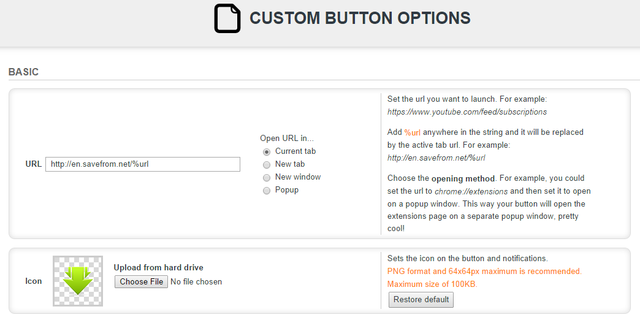 CUSTOM BUTTON OPTIONS
BASIC
URL
http://en.savefrom.net/%url
Open URL in...
Current tab
New tab
New window
Popup
Set the url you want to launch. For example:
https://www.youtube.com/feed/subscriptions
Add %url anywhere in the string and it will be replaced
by the active tab url. For example:
http://en.savefrom.net/%url
Choose the opening method. For example, you could
set the url to chrome://extensions and then set it to open
on a popup window. This way your button will open the
extensions page on a separate popup window, pretty
cool!
Icon
Upload from hard drive
Choose File No file chosen
Sets the icon on the button and notifications.
PNG format and 64x64px maximum is recommended.
Maximum size of 100KB.
Restore default